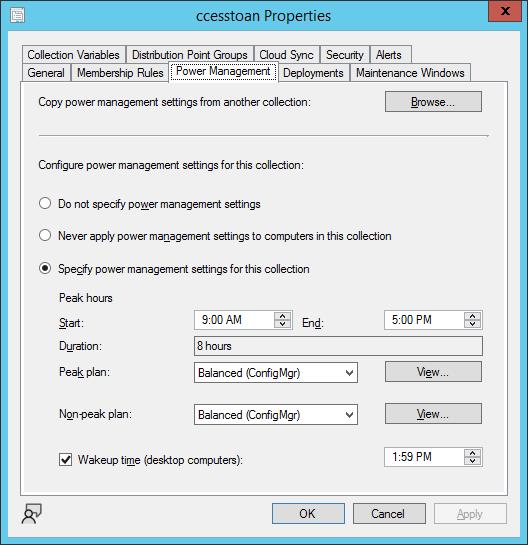 ccesstoan Properties
x
Collection Variables Distribution Point Groups Cloud Sync Security Alerts
General Membership Rules Power Management Deployments Maintenance Windows
Copy power management settings from another collection: Browse...
Configure power management settings for this collection:
Do not specify power management settings
Never apply power management settings to computers in this collection
Specify power management settings for this collection
Peak hours
Start: 9:00 AM End: 5:00 PM
Duration: 8 hours
Peak plan: Balanced (ConfigMgr) View...
Non-peak plan: Balanced (ConfigMgr) View...
Wakeup time (desktop computers): 1:59 PM
OK Cancel Apply